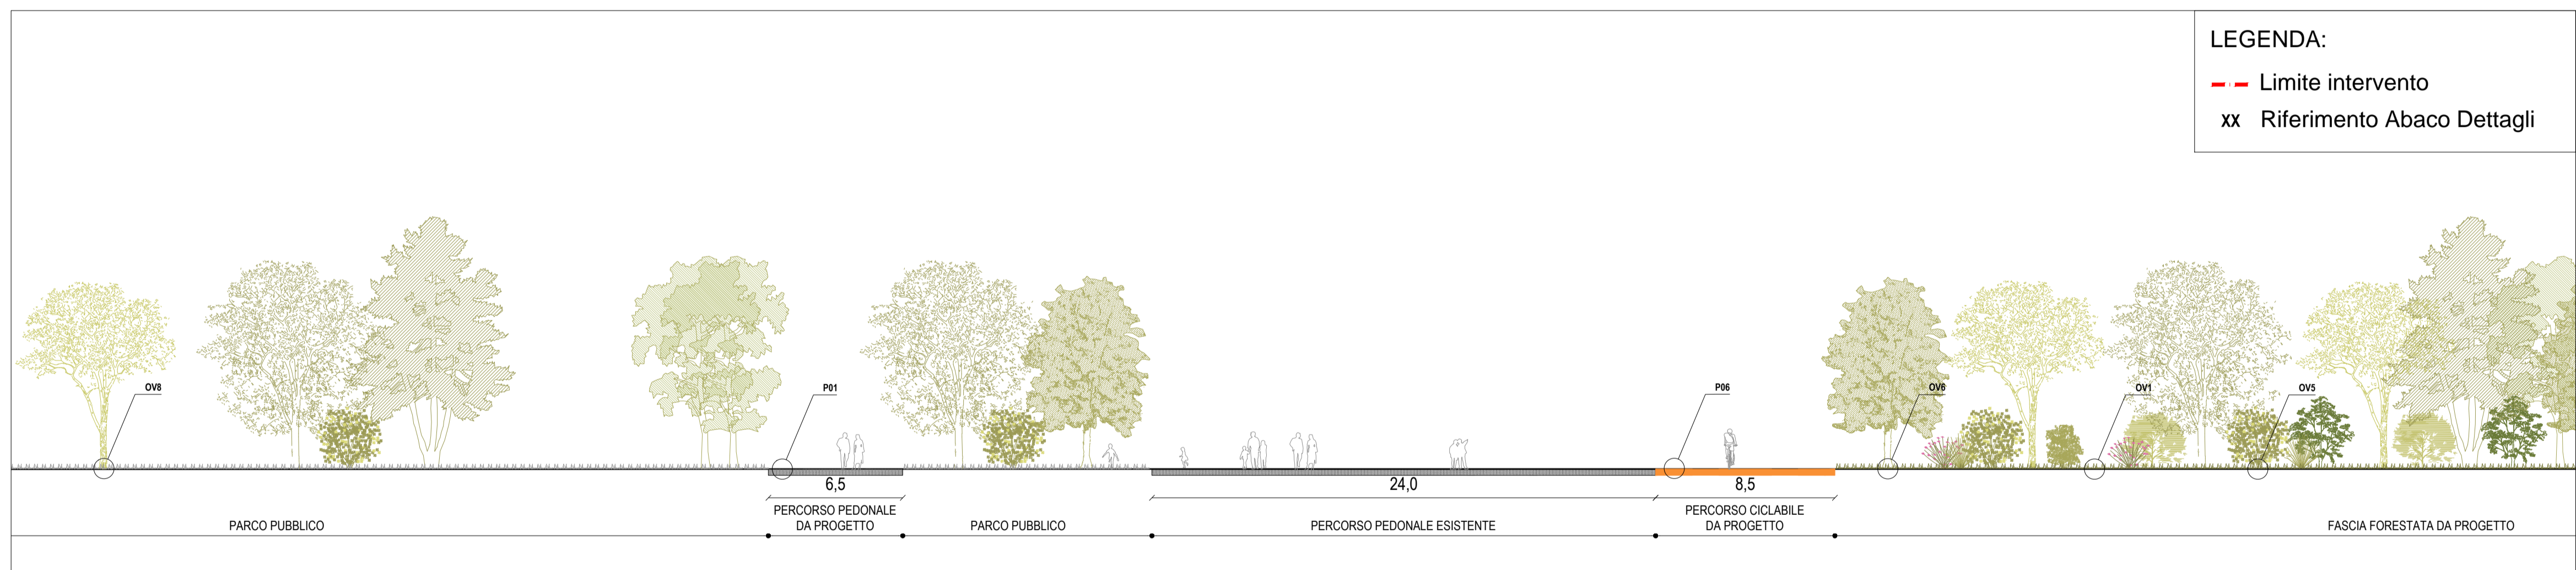 LEGENDA:
Limite intervento
xx Riferimento Abaco Dettagli
OV8
P01
P06
OV6
OV1
OV5
6,5
24,0
8,5
PARCO PUBBLICO
PERCORSO PEDONALE
DA PROGETTO
PARCO PUBBLICO
PERCORSO PEDONALE ESISTENTE
PERCORSO CICLABILE
DA PROGETTO
FASCIA FORESTATA DA PROGETTO